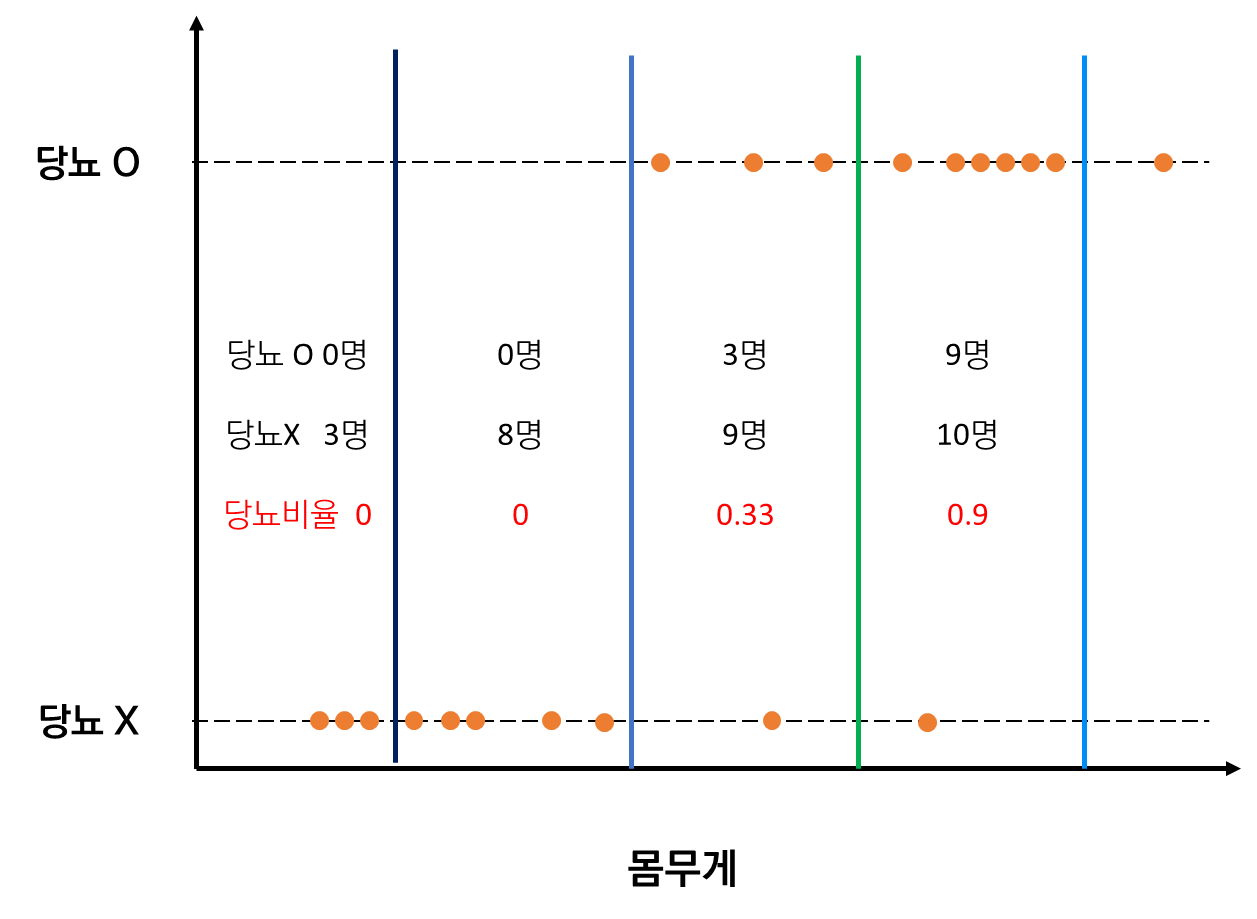 당뇨 O
당뇨 O 0명 0명 3명 9명
당뇨X 3명 8명 9명 10명
당뇨비율 0 0 0.33 0.9
당뇨 X
몸무게